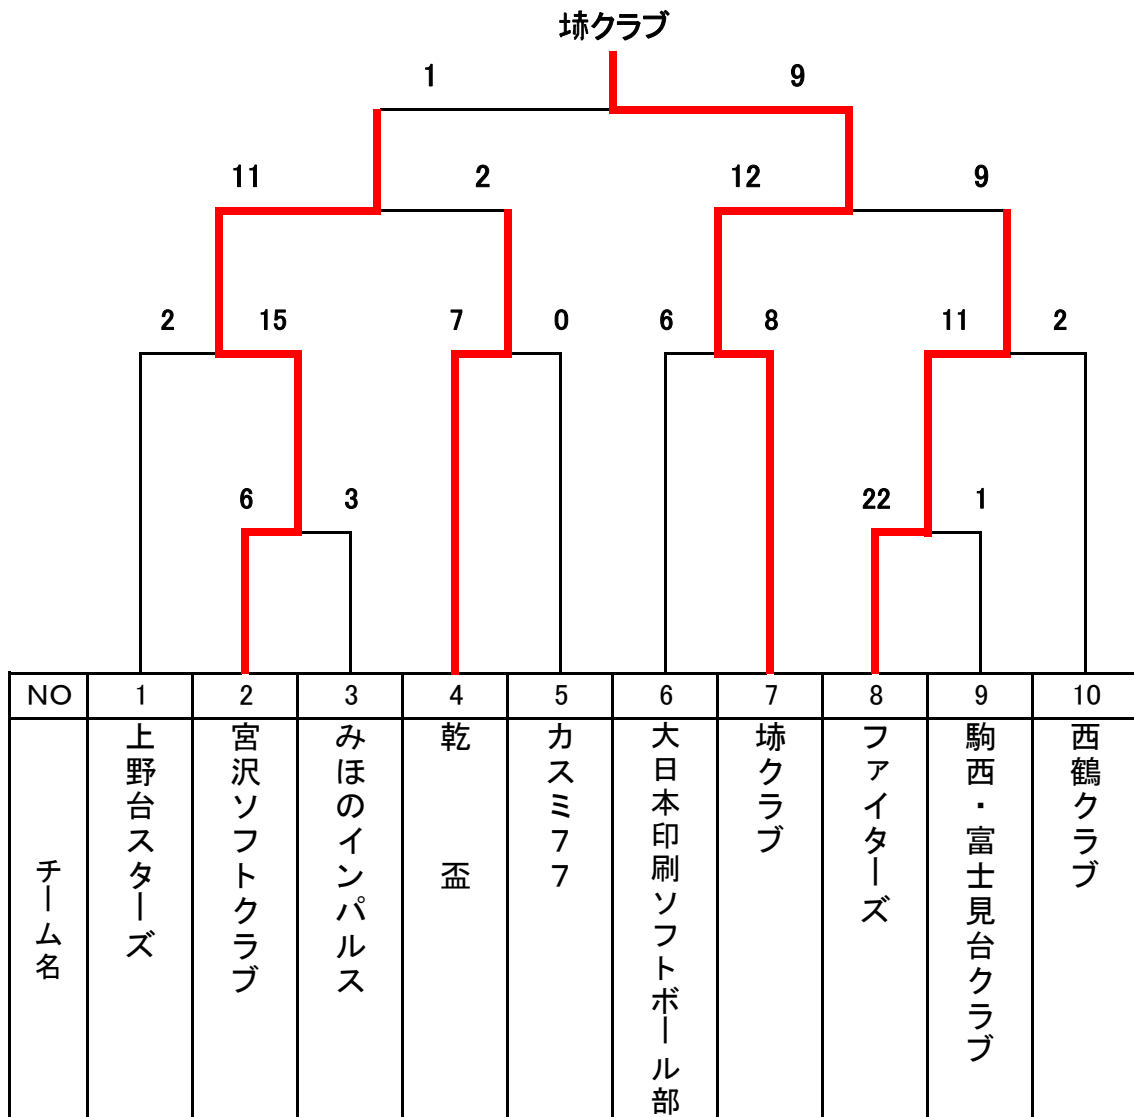 垰クラブ
1 9
11 2 12 9
2 15 7 0 6 8 11 2
6 3 22 1
NO 1 2 3 4 5 6 7 8 9 10
チーム名
上野台スターズ
宮沢ソフトクラブ
みほのインパルス
乾 盃
カスミ77
大日本印刷ソフトボール部
垰クラブ
ファイターズ
駒西・富士見台クラブ
西鶴クラブ